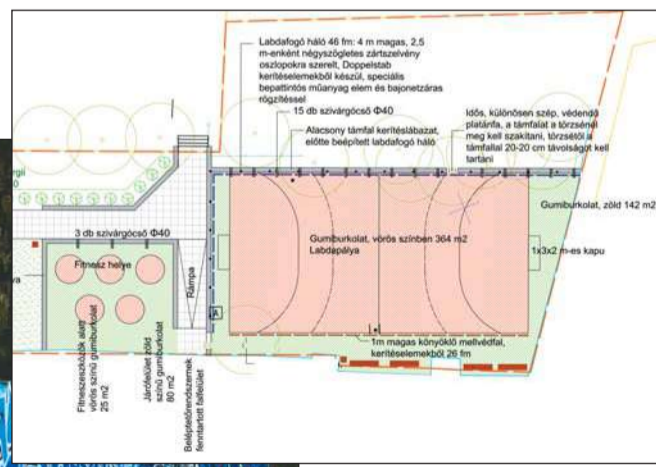 Labdafogó háló 46 fm: 4 m magas, 2,5
m-enként négyszögletes zártszelvény
oszlopokra szerelt, Doppelstab
kerítéselemekből készül, speciális
bepattintós műanyag elem és bajonetzáras
rögzítéssel
15 db szivárgócső Φ40
Alacsony támfal kerítéslábazat,
előtte beépített labdafogó háló
Idős, különösen szép, védendő
platánfa, a támfalat a törzsénél
meg kell szakítani, törzsétől a
támfallal 20-20 cm távolságot kell
tartani
Gumiburkolat, zöld 142 m2
3 db szivárgócső Φ40
Fitnesz helye
Rámpa
Gumiburkolat, vörös színben 364 m2
Labdapálya
1x3x2 m-es kapu
A
1m magas könyöklő mellvédfal,
kerítéselemekből 26 fm
Fitneszeszközök alatt
vörös színű gumiburkolat
25 m2
Járófelület zöld
színű gumiburkolat
80 m2
Beléptetőrendszernek
fenntartott falfelület